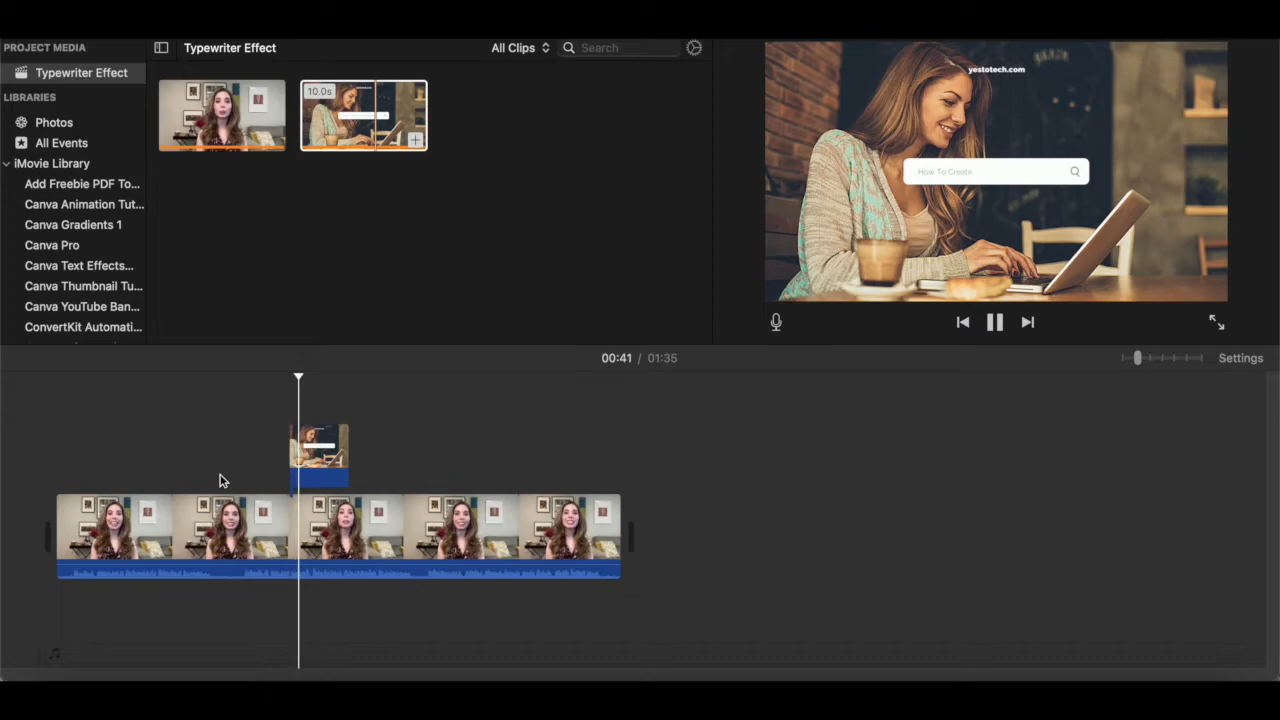 PROJECT MEDIA
Typewriter Effect
All Clips
Search
Typewriter Effect
LIBRARIES
Photos
All Events
iMovie Library
Add Freebie PDF To...
Canva Animation Tut...
Canva Gradients 1
Canva Pro
Canva Text Effects...
Canva Thumbnail Tu...
Canva YouTube Ban...
ConvertKit Automati...
10.0s
yestotech.com
How To Create
00:41 / 01:35
Settings